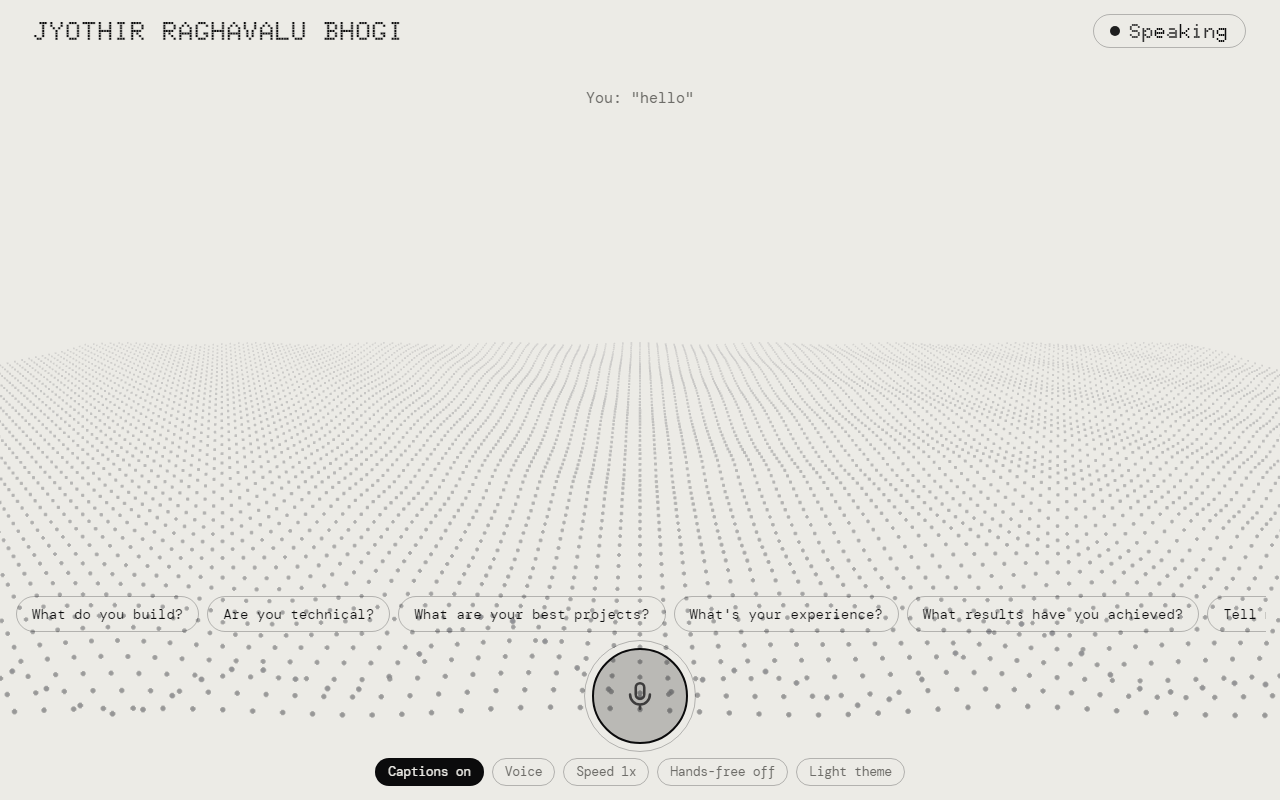 JYOTHIR RAGHAVALU BHOGI
Speaking
You: "hello"
What do you build?
Are you technical?
What are your best projects?
What's your experience?
What results have you achieved?
Tell
Captions on
Voice
Speed 1x
Hands-free off
Light theme